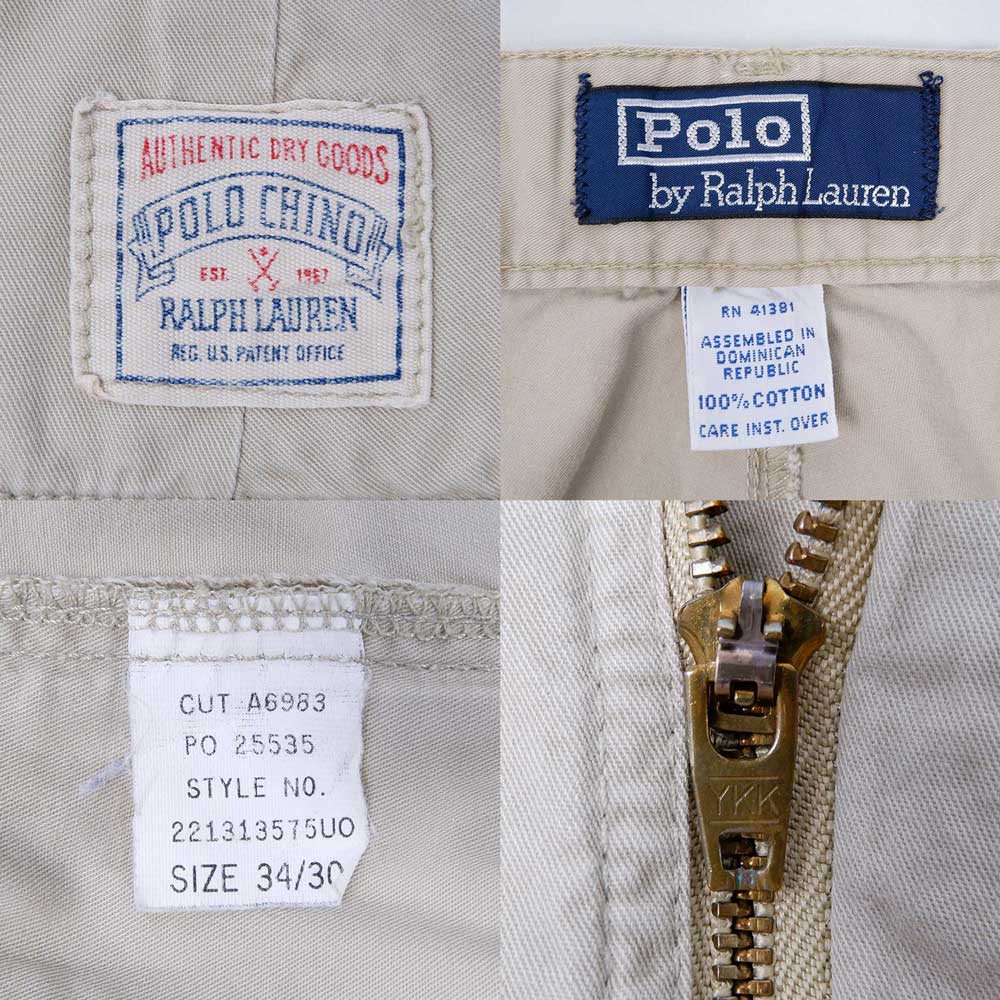 AUTHENTIC DRY GOODS
POLO CHINO
EST. 1967
RALPH LAUREN
REG. U.S. PATENT OFFICE
Polo
by Ralph Lauren
RN 41381
ASSEMBLED IN
DOMINICAN
REPUBLIC
100% COTTON
CARE INST. OVER
CUT A6983
PO 25535
STYLE NO.
221313575UO
SIZE 34/30
YKK